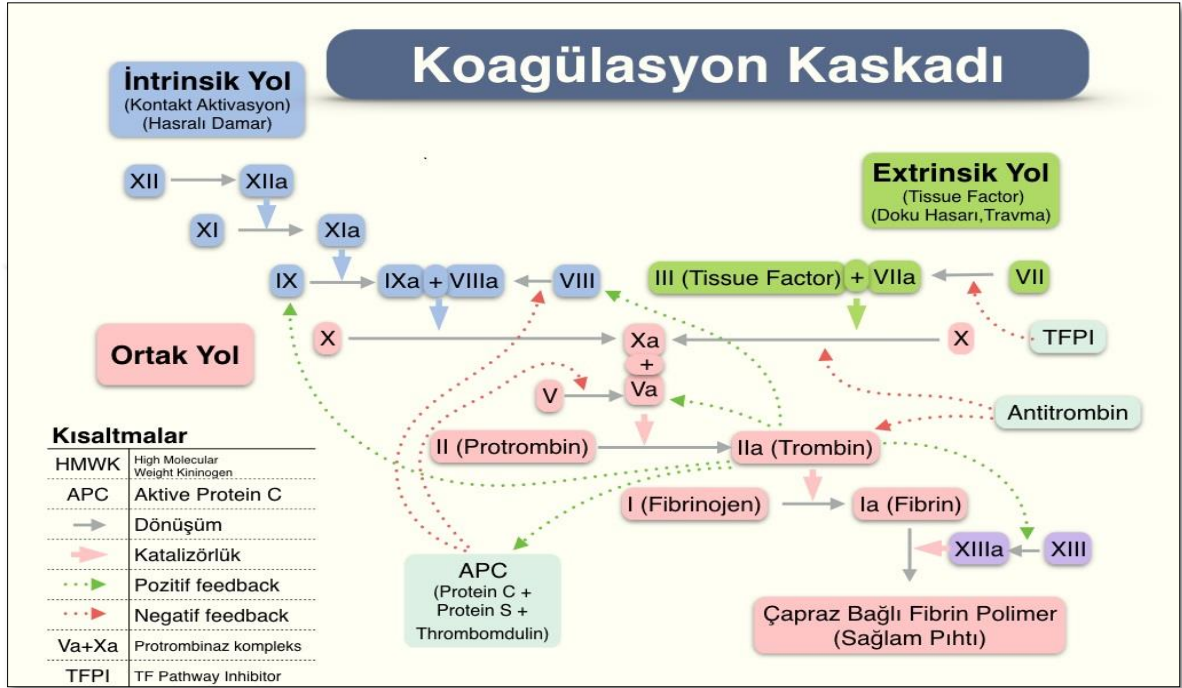 Koagülasyon Kaskadı
İntrinsik Yol
(Kontakt Aktivasyon)
(Hasralı Damar)
XII
XIIa
Extrinsik Yol
(Tissue Factor)
(Doku Hasarı,Travma)
XI
XIa
IX
IXa + VIIIa
VIII
III (Tissue Factor) + VIIa
VII
Ortak Yol
X
Xa
X
TFPI
+
V
Va
Antitrombin
II (Protrombin)
IIa (Trombin)
I (Fibrinojen)
Ia (Fibrin)
XIIIa
XIII
APC
(Protein C +
Protein S +
Thrombomdulin)
Çapraz Bağlı Fibrin Polimer
(Sağlam Pıhtı)
Kısaltmalar
HMWK High Molecular
Weight Kininogen
APC Aktive Protein C
Dönüşüm
Katalizörlük
Pozitif feedback
Negatif feedback
Va+Xa Protrombinaz kompleks
TFPI TF Pathway Inhibitor